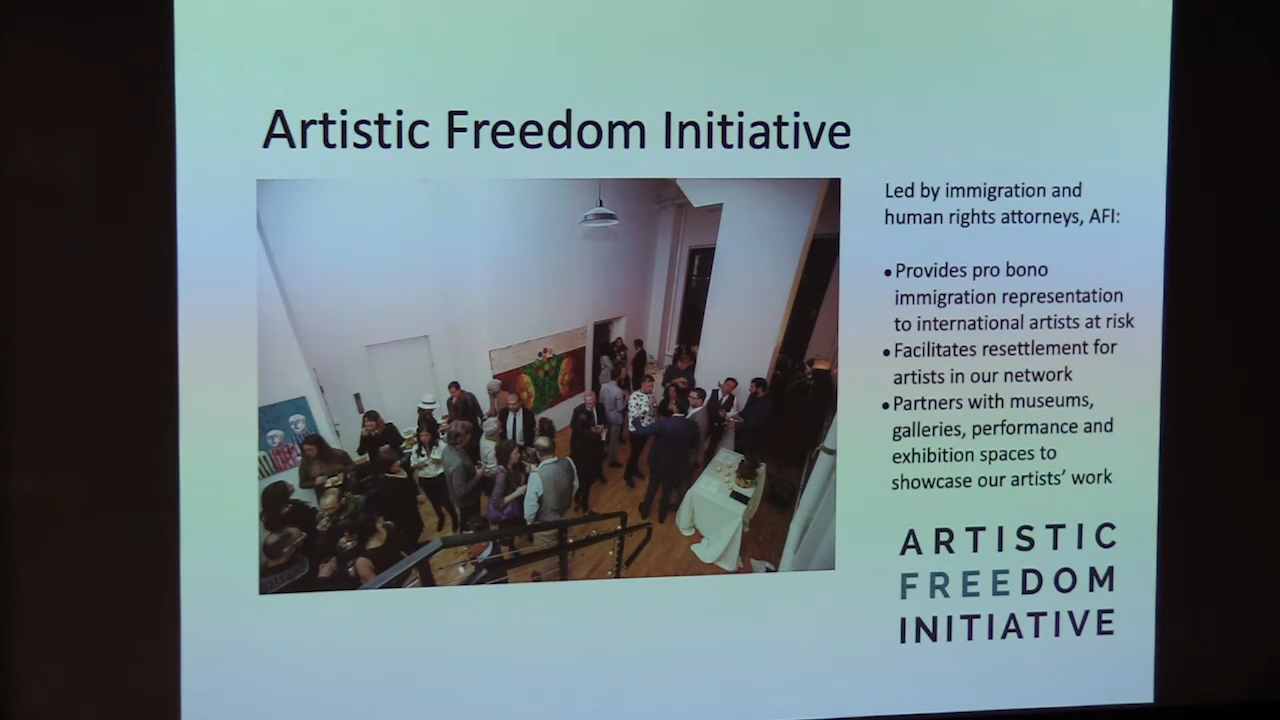 Artistic Freedom Initiative
Led by immigration and
human rights attorneys, AFI:
• Provides pro bono
immigration representation
to international artists at risk
• Facilitates resettlement for
artists in our network
• Partners with museums,
galleries, performance and
exhibition spaces to
showcase our artists’ work
ARTISTIC
FREEDOM
INITIATIVE